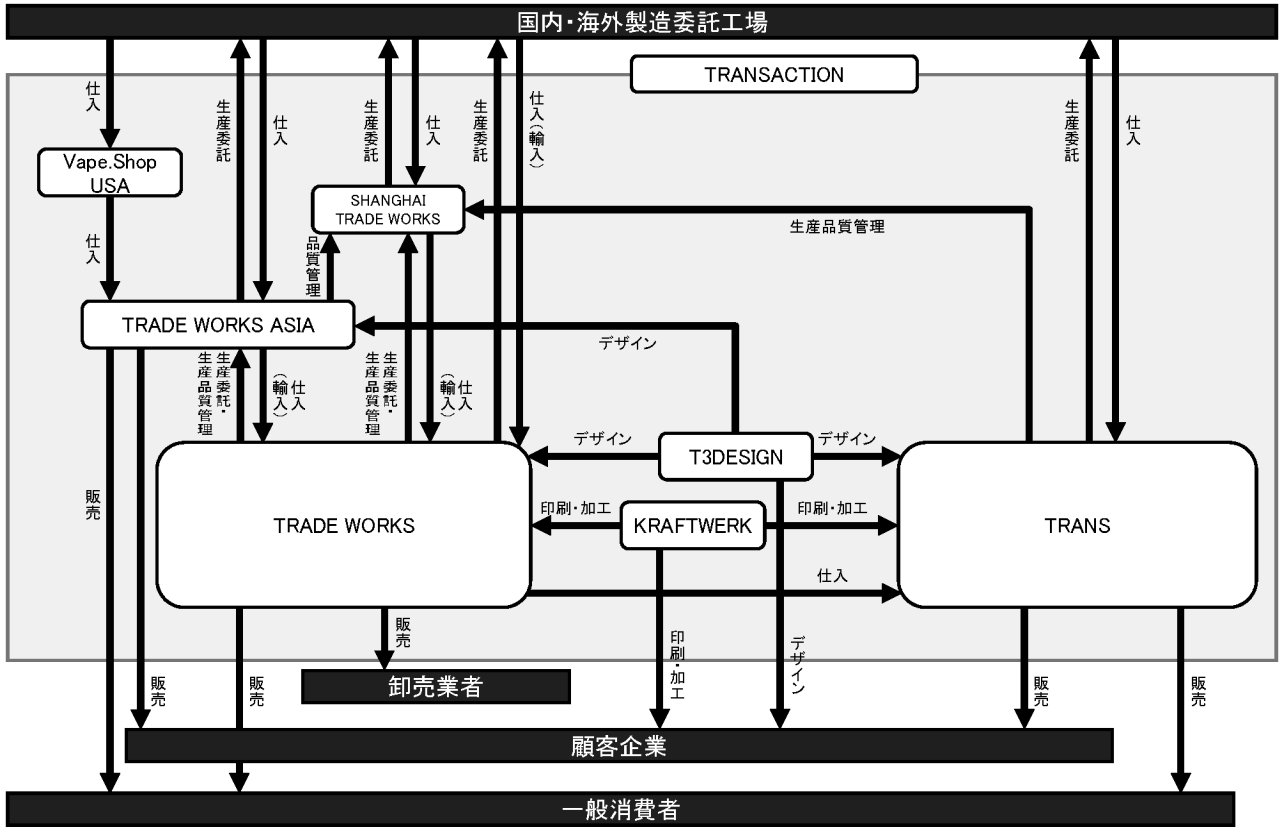 国内・海外製造委託工場
TRANSACTION
仕入
生産委託
仕入
生産委託
仕入
生産委託
仕入(輸入)
生産委託
仕入
Vape.Shop
USA
SHANGHAI
TRADE WORKS
生産品質管理
仕入
品質管理
TRADE WORKS ASIA
デザイン
生産委託・
生産品質管理
仕入
(輸入)
生産委託・
生産品質管理
仕入
(輸入)
デザイン
T3DESIGN
デザイン
販売
TRADE WORKS
印刷・加工
KRAFTWERK
印刷・加工
TRANS
仕入
販売
印刷・加工
デザイン
販売
販売
販売
販売
卸売業者
顧客企業
一般消費者